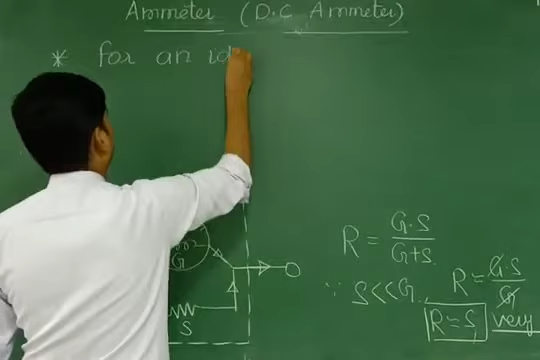 Ammeter (D.C Ammeter)
* for an id
G
S
R = G.S / G+S
∵ S<<G.
R = G.S / G
R≈S,
very